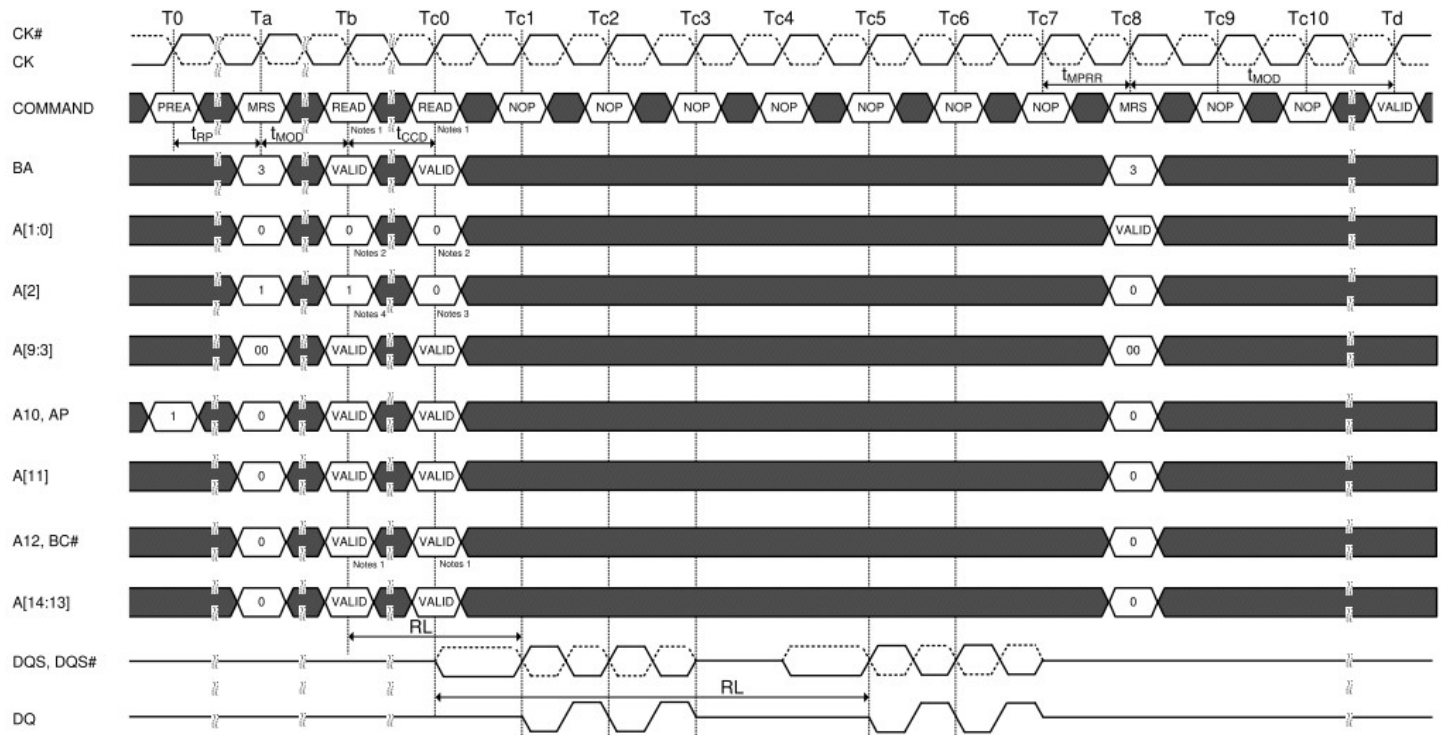 T0 Ta Tb Tc0 Tc1 Tc2 Tc3 Tc4 Tc5 Tc6 Tc7 Tc8 Tc9 Tc10 Td
CK#
CK
tMPRR tMOD
COMMAND PREA MRS READ READ NOP NOP NOP NOP NOP NOP NOP MRS NOP NOP VALID
Notes 1 Notes 1
tRP tMOD tCCD
BA 3 VALID VALID 3
A[1:0] 0 0 0 VALID
Notes 2 Notes 2
A[2] 1 1 0 0
Notes 4 Notes 3
A[9:3] 00 VALID VALID 00
A10, AP 1 0 VALID VALID 0
A[11] 0 VALID VALID 0
A12, BC# 0 VALID VALID 0
Notes 1 Notes 1
A[14:13] 0 VALID VALID 0
RL
DQS, DQS#
RL
DQ